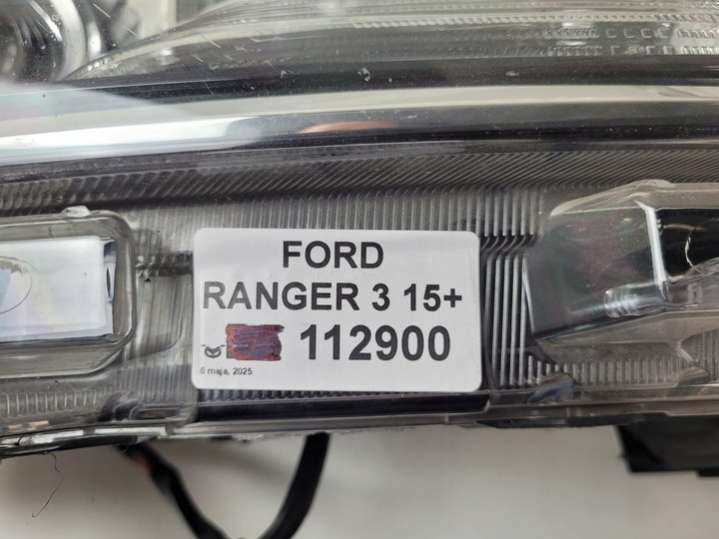 FORD
RANGER 3 15+
112900
6 maja, 2025